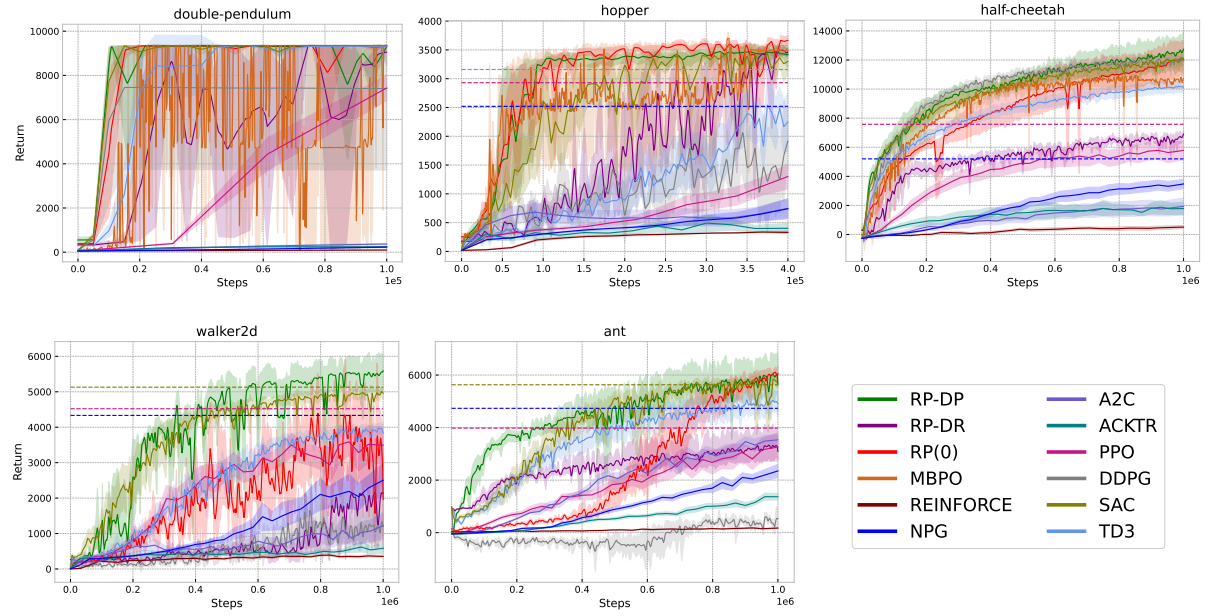 double-pendulum
10000
8000
6000
4000
2000
0
Return
0.0 0.2 0.4 0.6 0.8 1.0
1e5
Steps
hopper
4000
3500
3000
2500
2000
1500
1000
500
0
0.0 0.5 1.0 1.5 2.0 2.5 3.0 3.5 4.0
1e5
Steps
half-cheetah
14000
12000
10000
8000
6000
4000
2000
0
0.0 0.2 0.4 0.6 0.8 1.0
1e6
Steps
walker2d
6000
5000
4000
3000
2000
1000
0
Return
0.0 0.2 0.4 0.6 0.8 1.0
1e6
Steps
ant
6000
4000
2000
0
0.0 0.2 0.4 0.6 0.8 1.0
1e6
Steps
RP-DP
RP-DR
RP(0)
MBPO
REINFORCE
NPG
A2C
ACKTR
PPO
DDPG
SAC
TD3